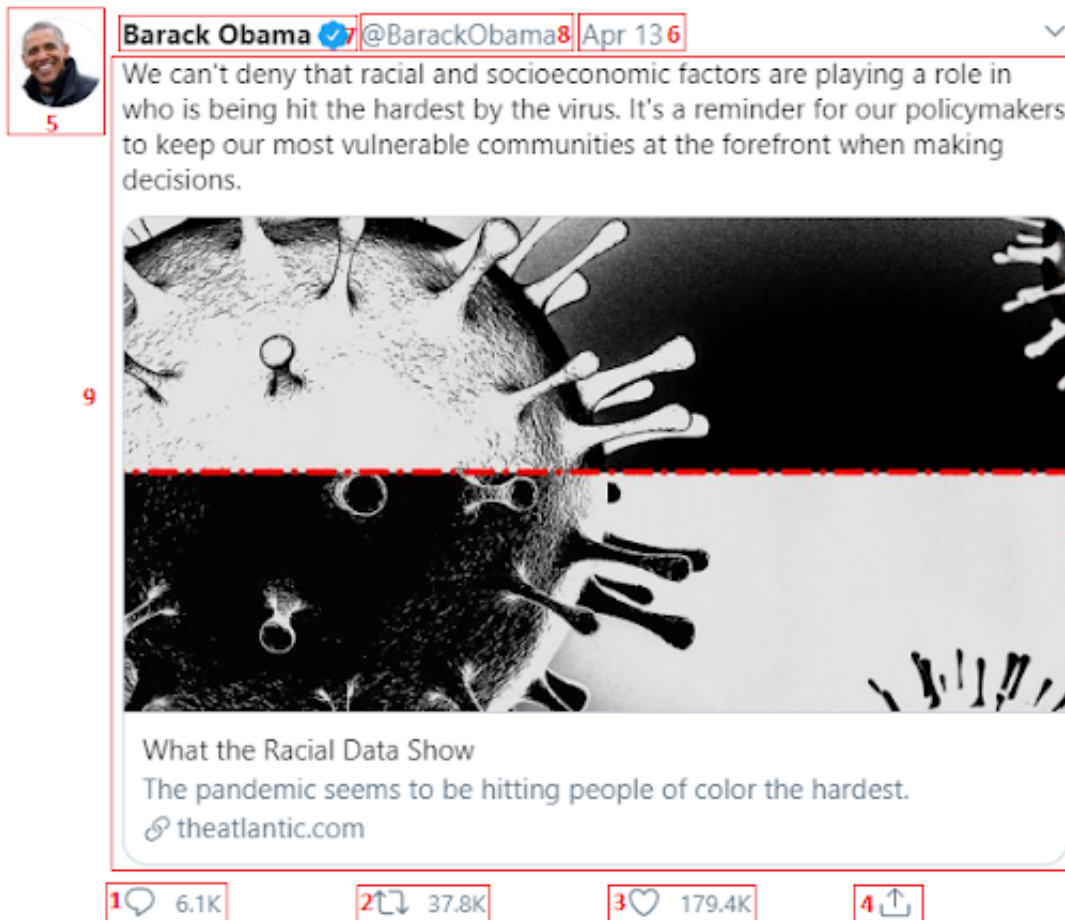 Barack Obama 7 @BarackObama 8 Apr 13 6
5
We can't deny that racial and socioeconomic factors are playing a role in
who is being hit the hardest by the virus. It's a reminder for our policymakers
to keep our most vulnerable communities at the forefront when making
decisions.
9
What the Racial Data Show
The pandemic seems to be hitting people of color the hardest.
theatlantic.com
1 6.1K 2 37.8K 3 179.4K 4